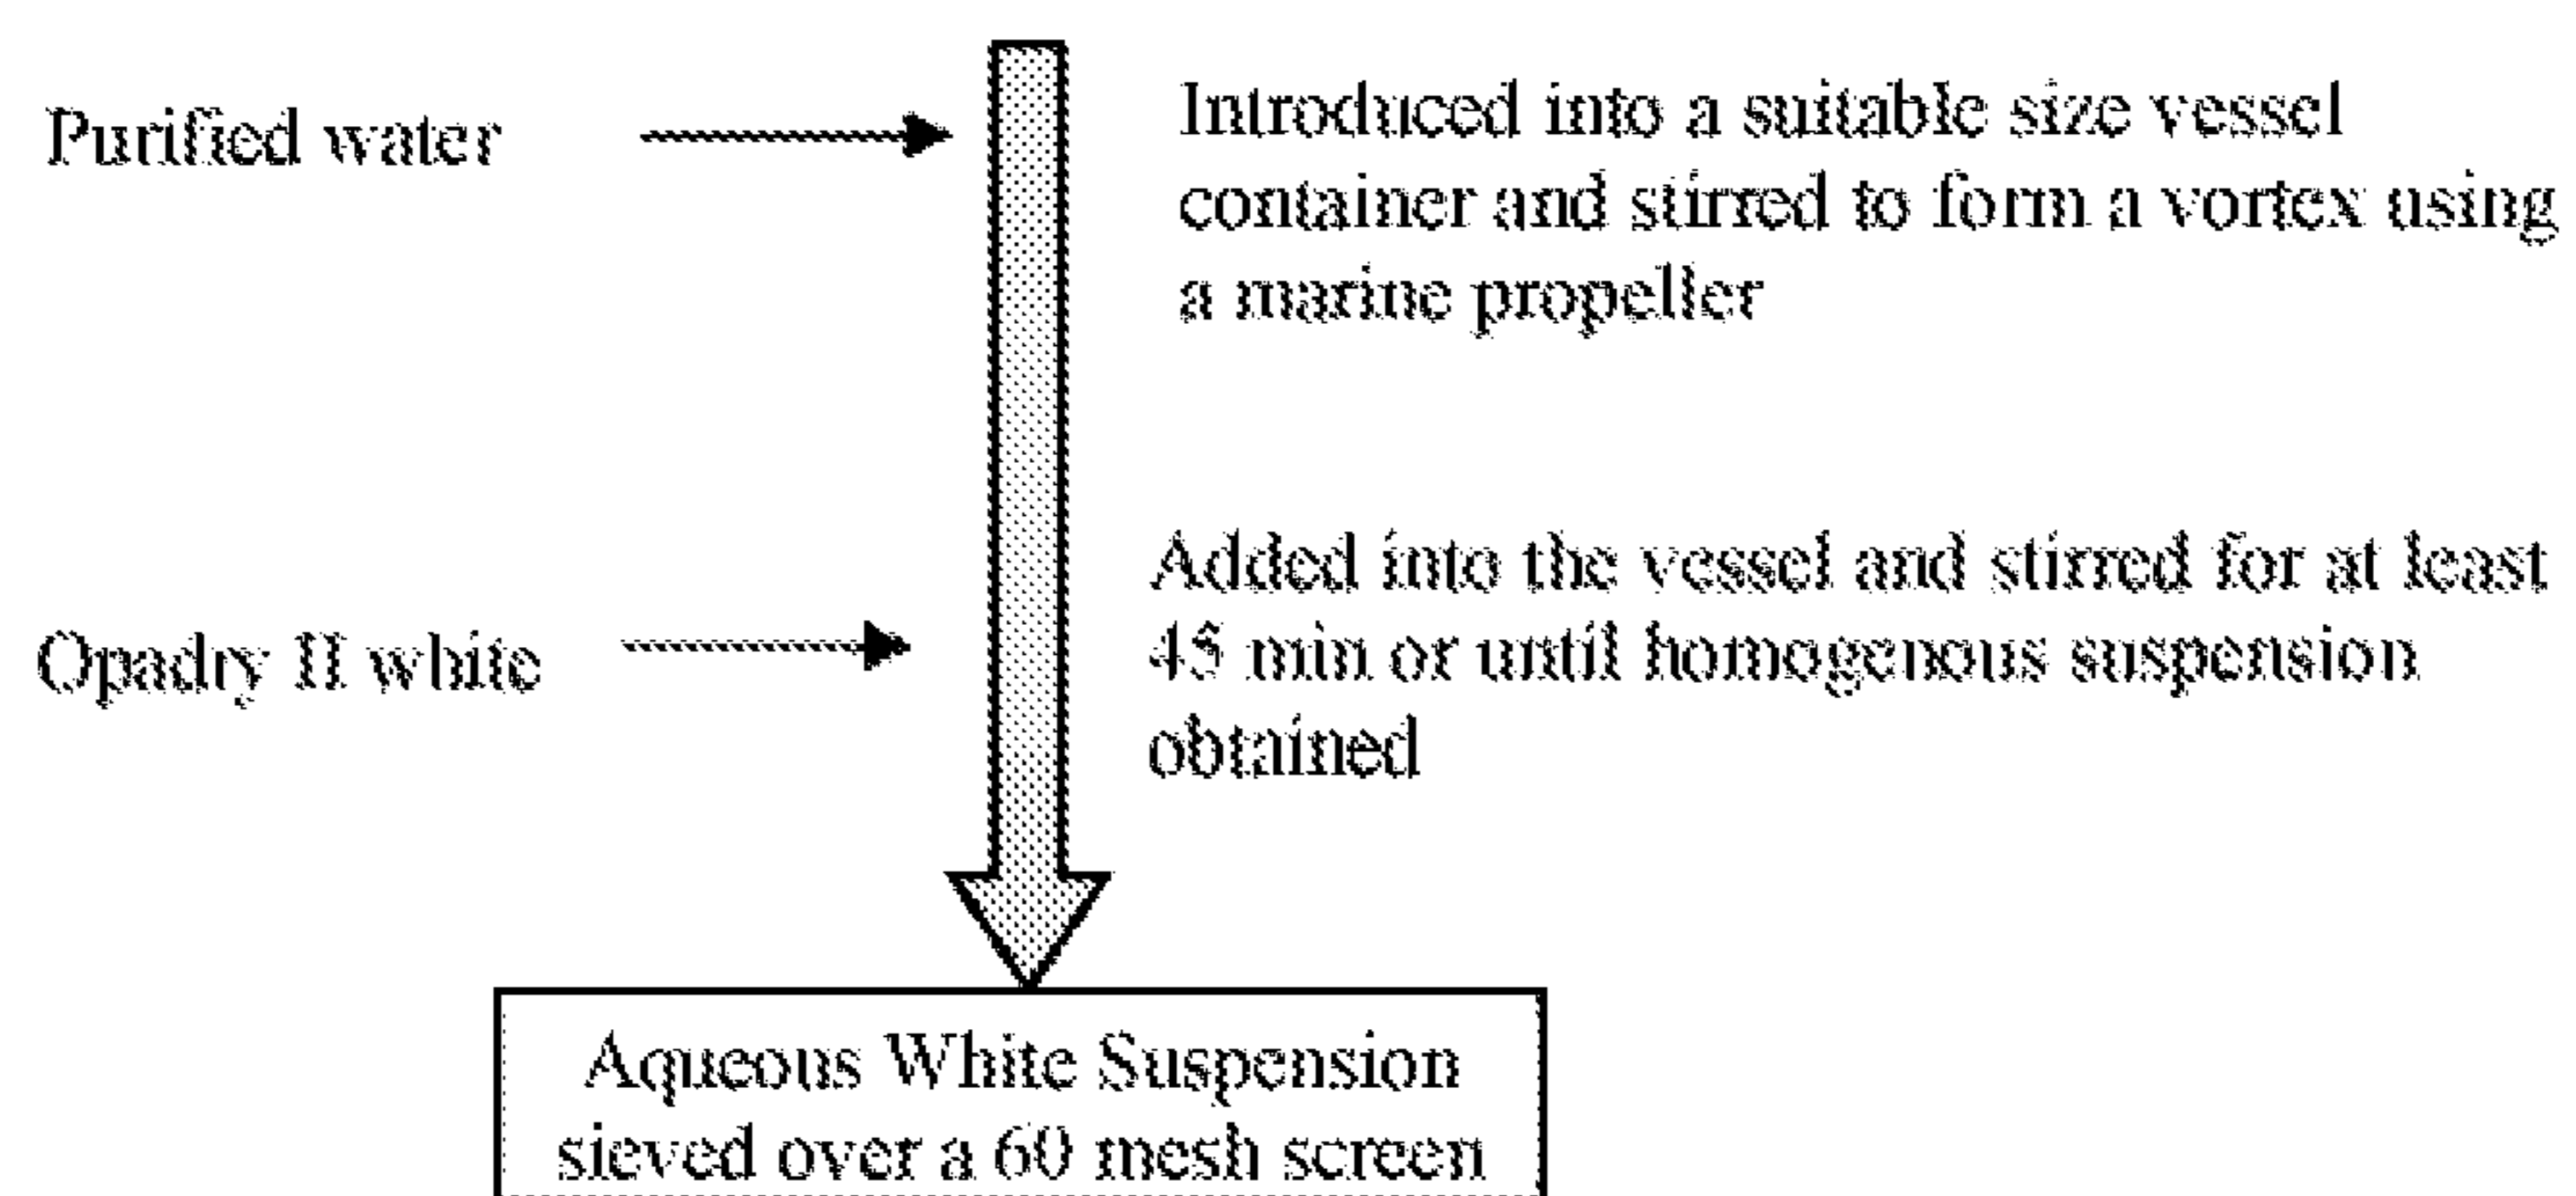 Purified water
Introduced into a suitable size vessel
container and stirred to form a vortex using
a marine propeller
Opadry II white
Added into the vessel and stirred for at least
45 min or until homogenous suspension
obtained
Aqueous White Suspension
sieved over a 60 mesh screen